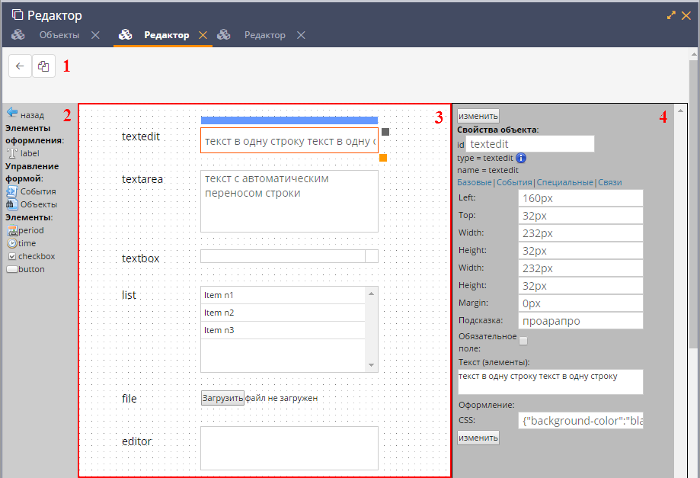 Редактор
Объекты
Редактор
Редактор
1
2
назад
Элементы
оформления:
label
Управление
формой:
События
Объекты
Элементы:
period
time
checkbox
button
3
textedit
текст в одну строку текст в одну с
textarea
текст с автоматическим
переносом строки
textbox
list
Item n1
Item n2
Item n3
file
Загрузить файл не загружен
editor
4
изменить
Свойства объекта:
id textedit
type = textedit
name = textedit
Базовые|События|Специальные|Связи
Left: 160px
Top: 32px
Width: 232px
Height: 32px
Width: 232px
Height: 32px
Margin: 0px
Подсказка: проарапро
Обязательное
поле:
Текст (элементы):
текст в одну строку текст в одну строку
Оформление:
CSS: {"background-color":"bla
изменить